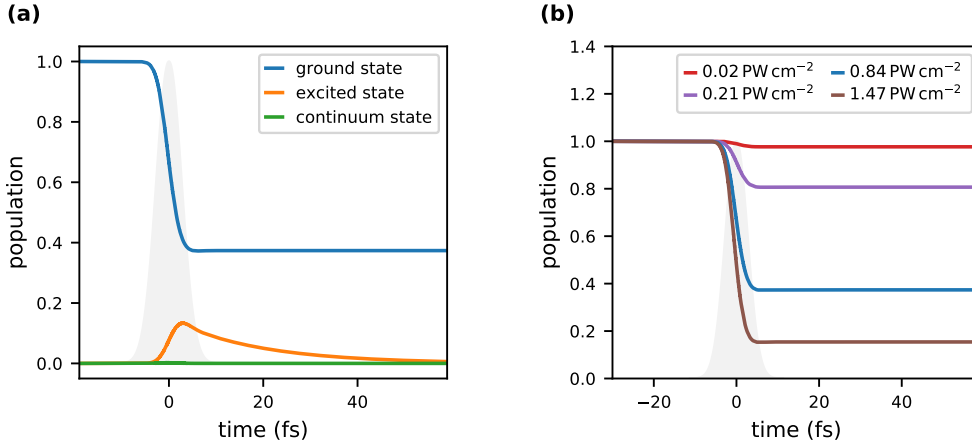 (a)
1.0
0.8
0.6
0.4
0.2
0.0
population
ground state
excited state
continuum state
0
20
40
time (fs)
(b)
1.4
1.2
1.0
0.8
0.6
0.4
0.2
0.0
population
0.02 PW cm⁻²
0.84 PW cm⁻²
0.21 PW cm⁻²
1.47 PW cm⁻²
−20
0
20
40
time (fs)